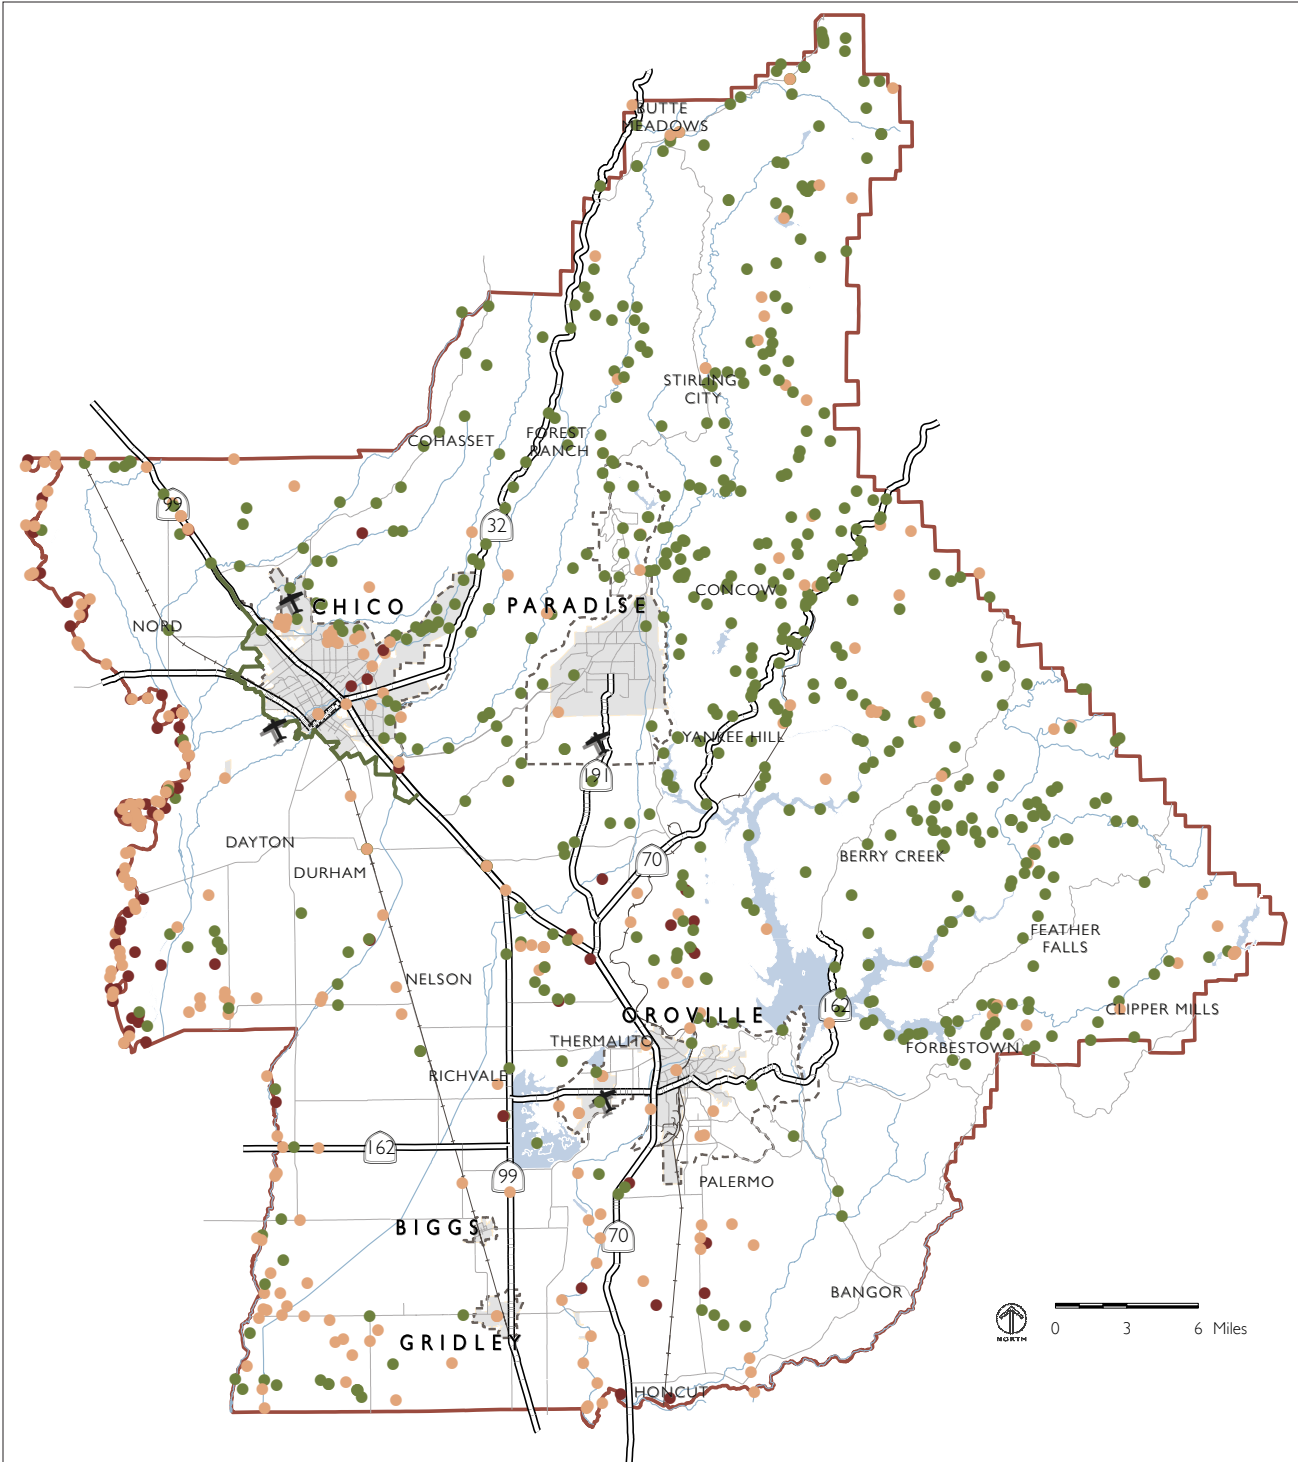 BUTTE
MEADOWS
STIRLING
CITY
COHASSET
FOREST
RANCH
99
32
CONCOW
CHICO
PARADISE
NORD
YANKEE HILL
191
DAYTON
DURHAM
70
BERRY CREEK
FEATHER
FALLS
NELSON
162
CLIPPER MILLS
OROVILLE
THERMALITO
FORBESTOWN
RICHVALE
162
99
PALERMO
BIGGS
70
BANGOR
GRIDLEY
NORTH
0 3 6 Miles
HONCUT